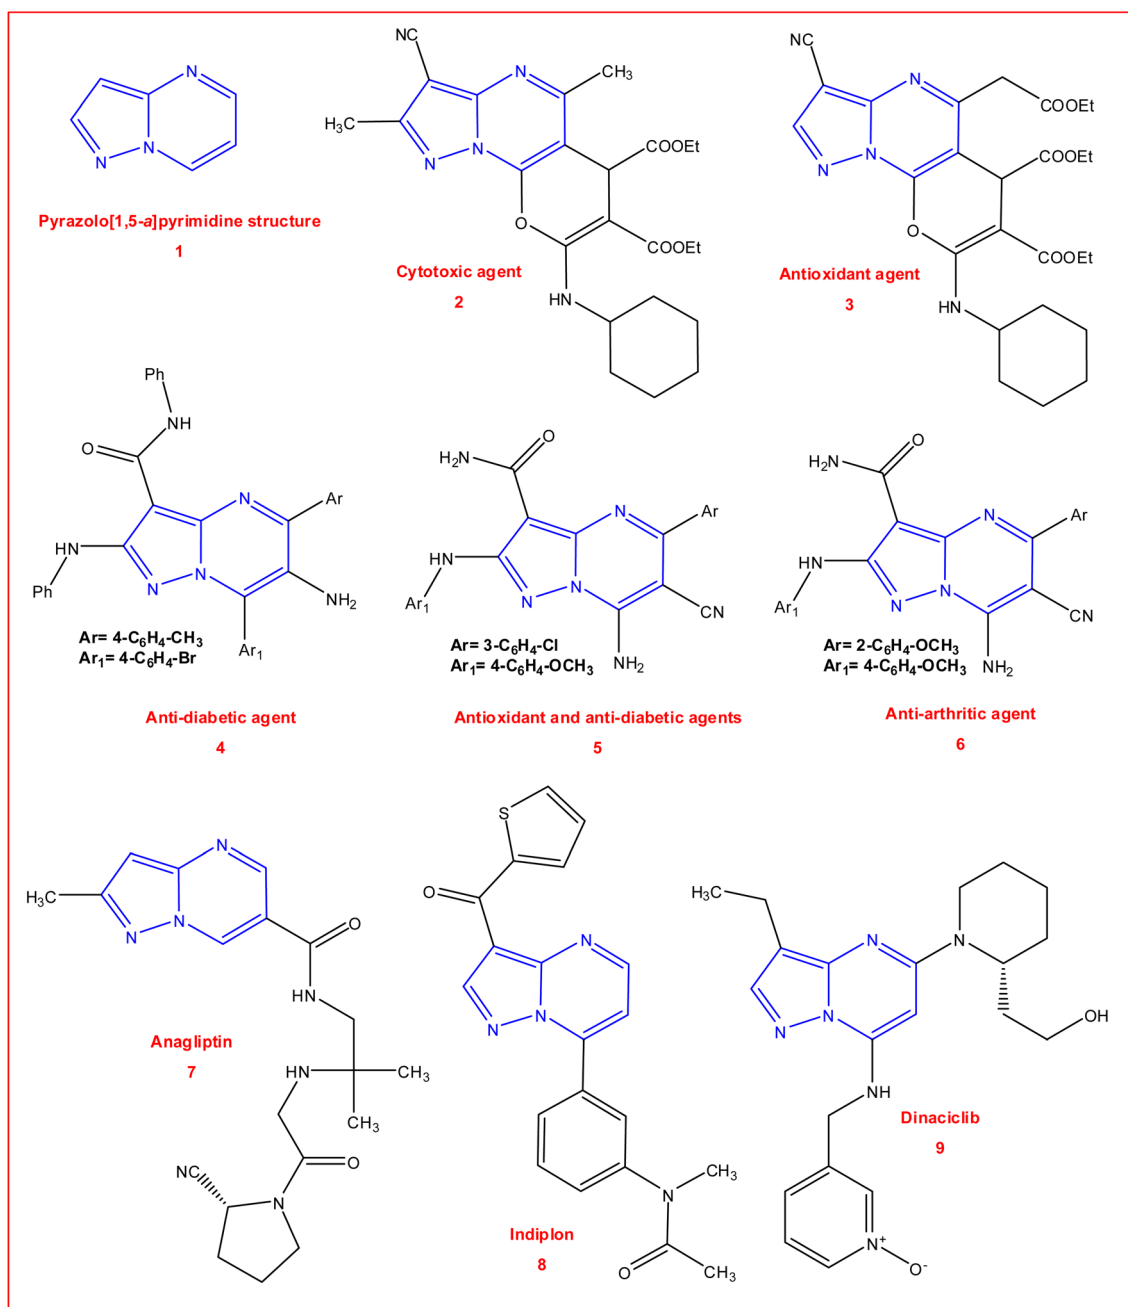 N
N
N
Pyrazolo[1,5-a]pyrimidine structure
1
NC
N
CH3
H3C
N
N
COOEt
O
COOEt
HN
Cytotoxic agent
2
NC
N
COOEt
N
N
COOEt
O
COOEt
HN
Antioxidant agent
3
Ph
NH
O
N
Ar
HN
N
N
Ph
NH2
Ar1
Ar= 4-C6H4-CH3
Ar1= 4-C6H4-Br
Anti-diabetic agent
4
O
H2N
N
Ar
HN
N
N
Ar1
CN
NH2
Ar= 3-C6H4-Cl
Ar1= 4-C6H4-OCH3
Antioxidant and anti-diabetic agents
5
O
H2N
N
Ar
HN
N
N
Ar1
CN
NH2
Ar= 2-C6H4-OCH3
Ar1= 4-C6H4-OCH3
Anti-arthritic agent
6
N
H3C
N
N
O
HN
HN
CH3
CH3
O
NC
N
Anagliptin
7
S
O
N
N
N
N
CH3
O
CH3
Indiplon
8
H3C
N
N
N
N
OH
NH
N+
O-
Dinaciclib
9